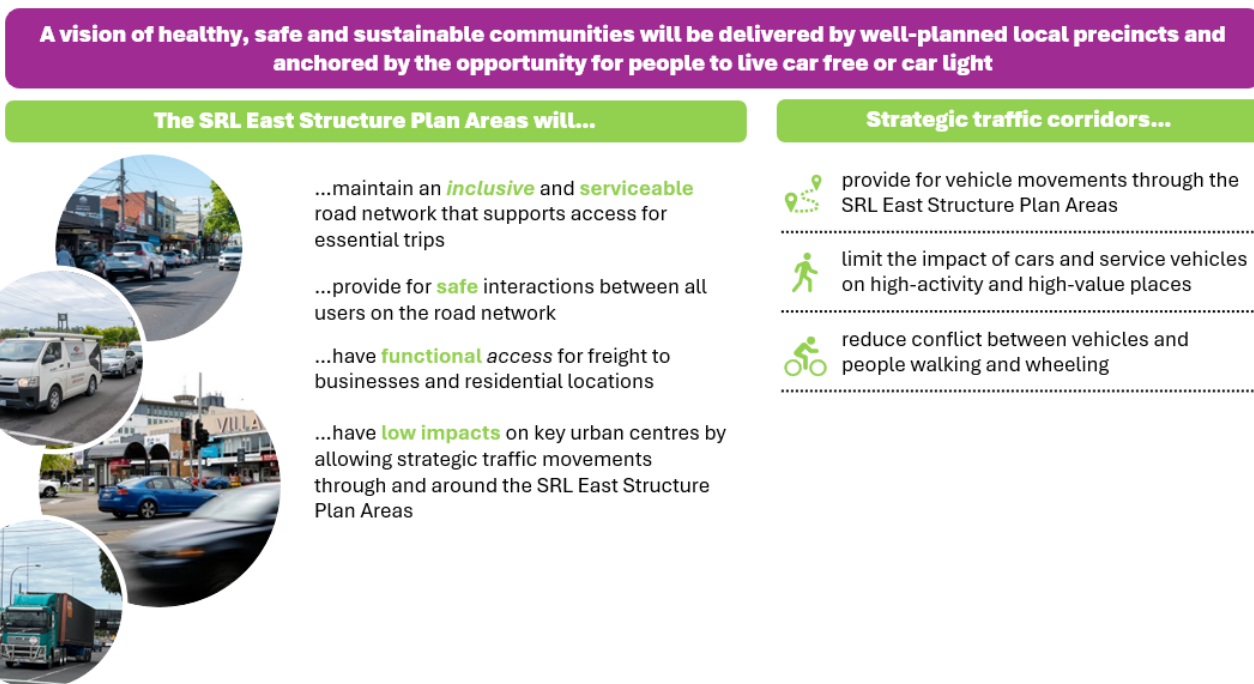 A vision of healthy, safe and sustainable communities will be delivered by well-planned local precincts and
anchored by the opportunity for people to live car free or car light
The SRL East Structure Plan Areas will...
...maintain an inclusive and serviceable
road network that supports access for
essential trips
...provide for safe interactions between all
users on the road network
...have functional access for freight to
businesses and residential locations
...have low impacts on key urban centres by
allowing strategic traffic movements
through and around the SRL East Structure
Plan Areas
VILLA
Strategic traffic corridors...
provide for vehicle movements through the
SRL East Structure Plan Areas
limit the impact of cars and service vehicles
on high-activity and high-value places
reduce conflict between vehicles and
people walking and wheeling